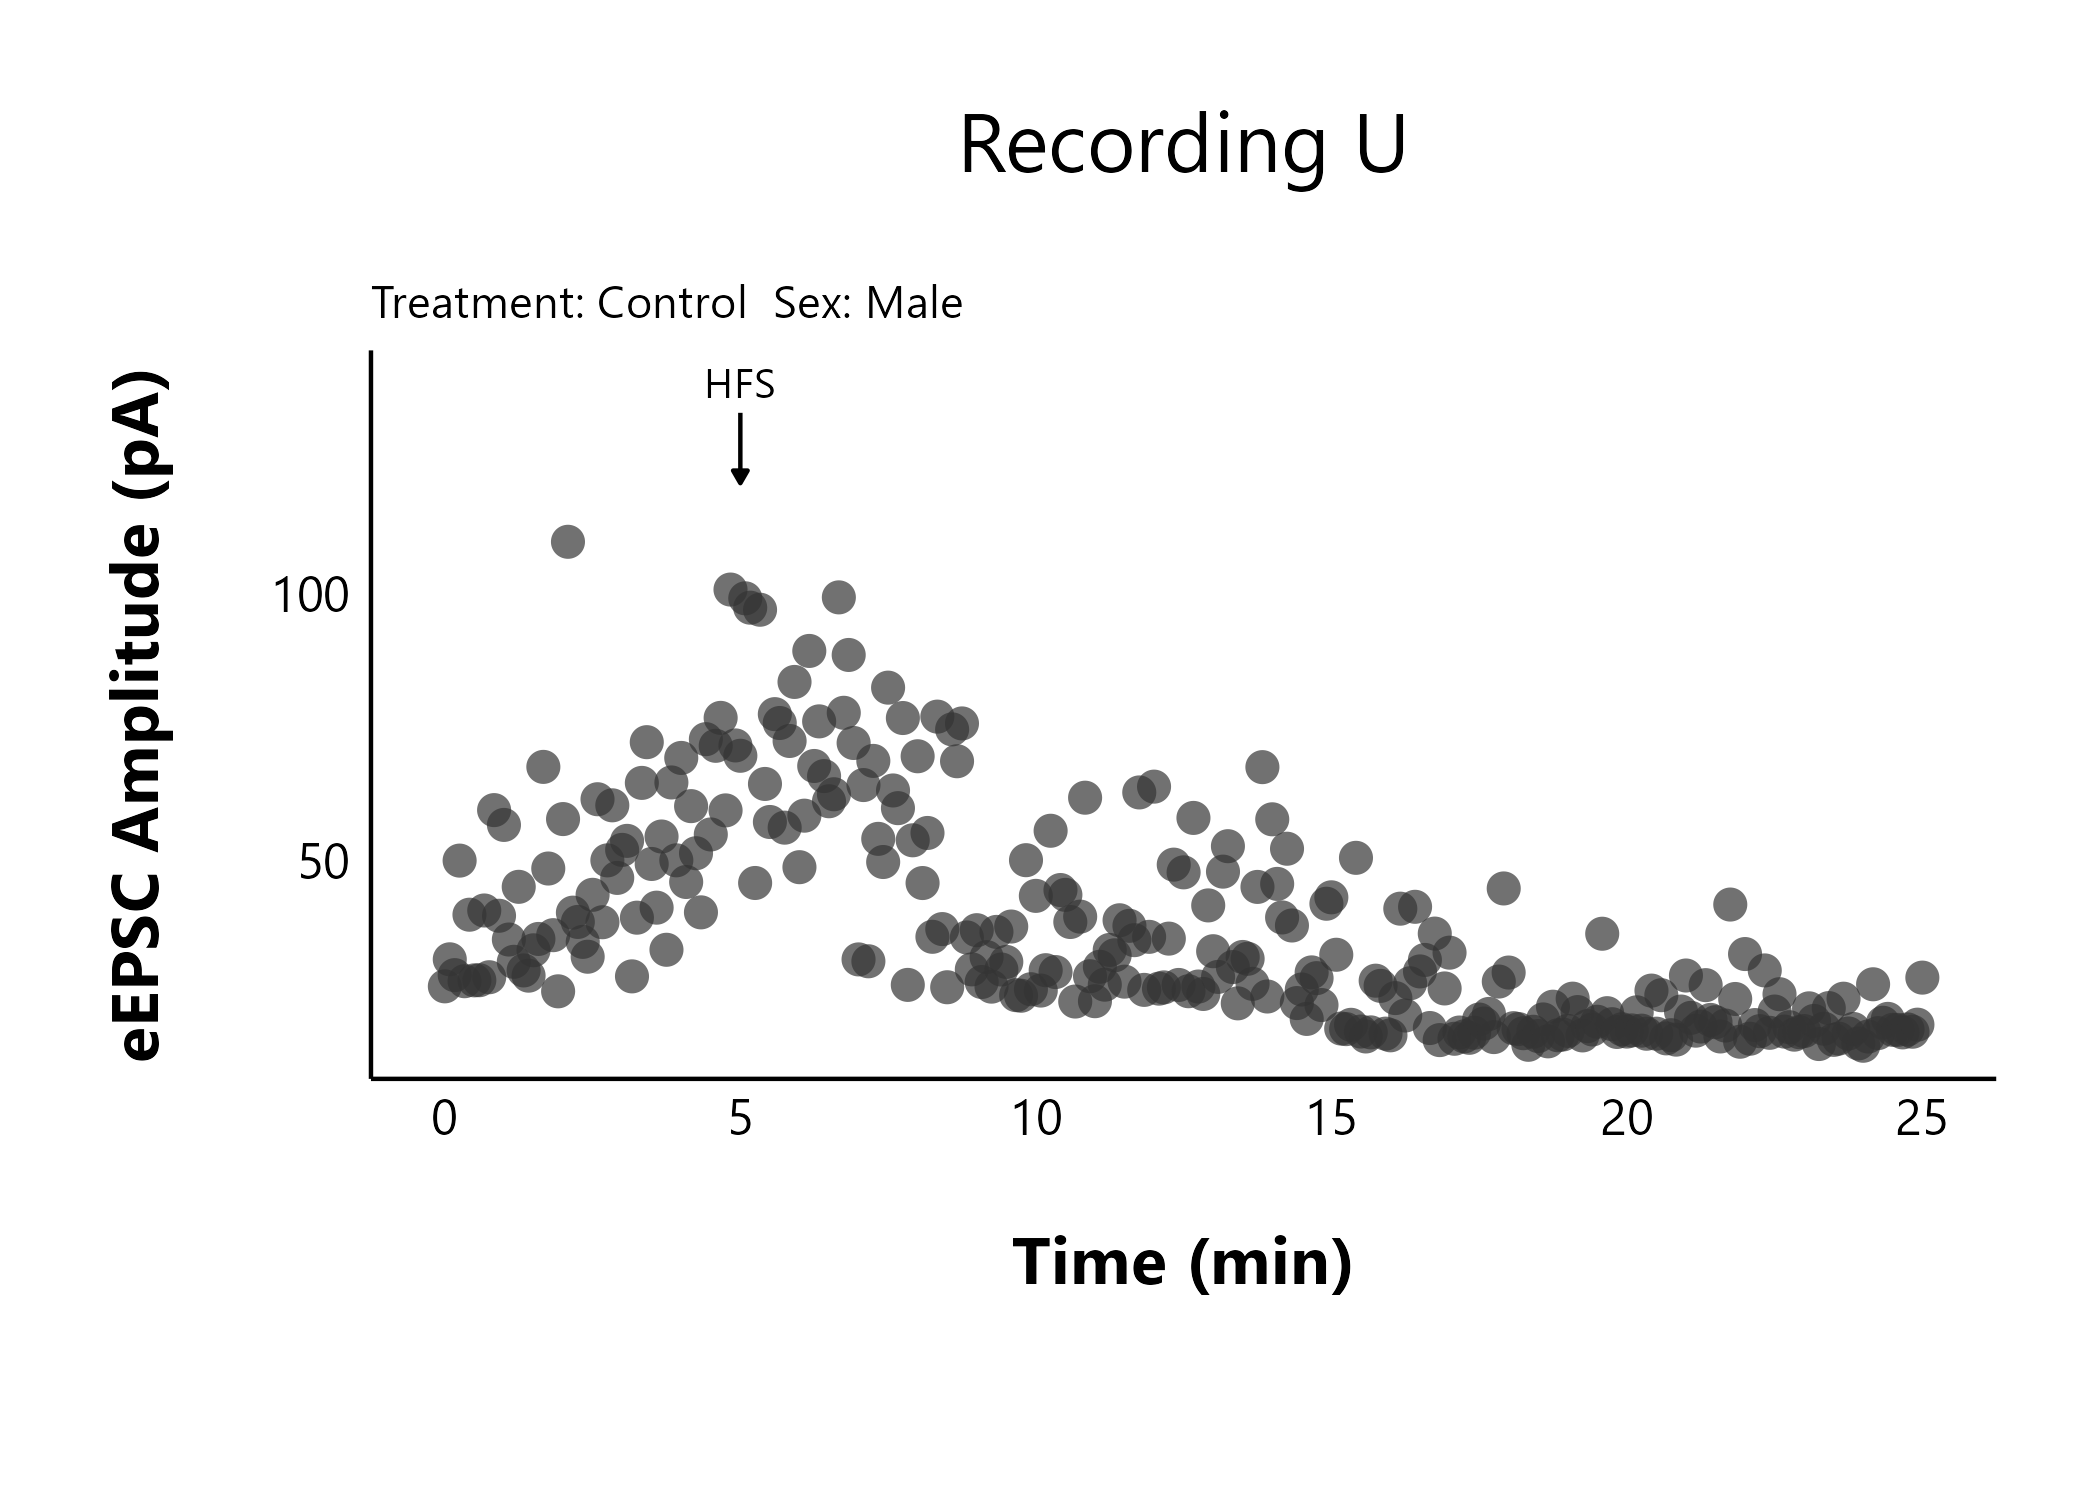 Recording U
Treatment: Control  Sex: Male
HFS
eEPSC Amplitude (pA)
100
50
0 5 10 15 20 25
Time (min)